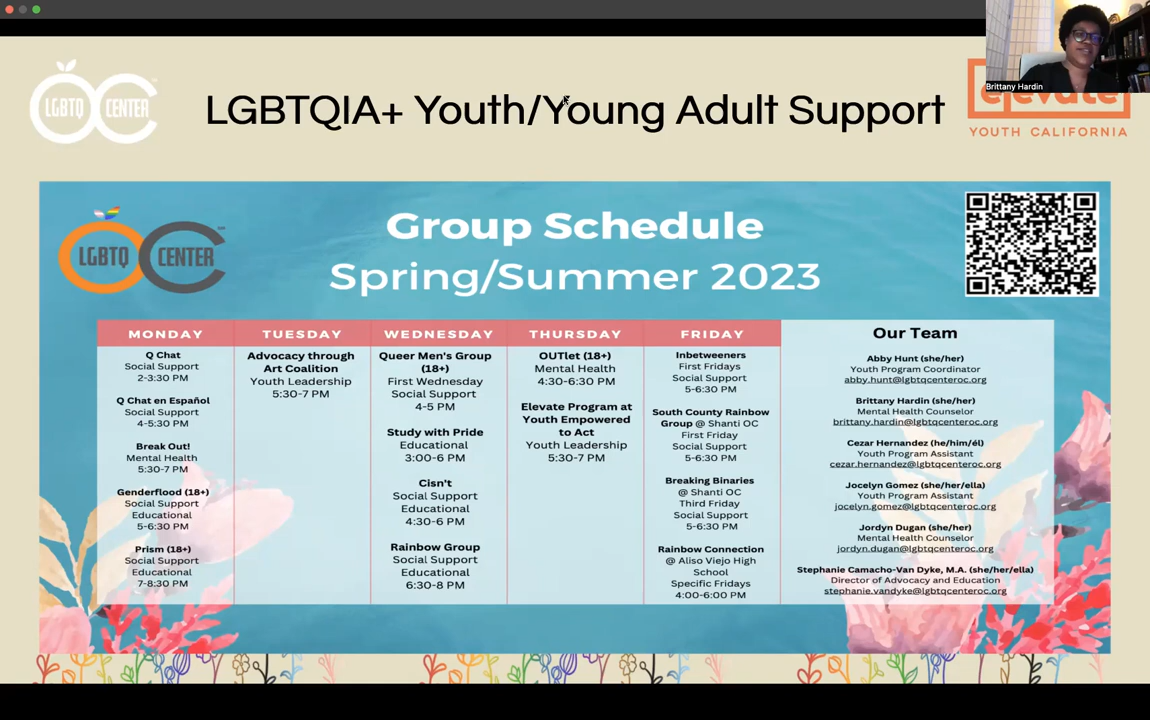 Brittany Hardin
LGBTQ CENTER
LGBTQIA+ Youth/Young Adult Support
elevate
YOUTH CALIFORNIA
LGBTQ CENTER
Group Schedule
Spring/Summer 2023
MONDAY
Q Chat
Social Support
2-3:30 PM
Q Chat en Español
Social Support
4-5:30 PM
Break Out!
Mental Health
5:30-7 PM
Genderflood (18+)
Social Support
Educational
5-6:30 PM
Prism (18+)
Social Support
Educational
7-8:30 PM
TUESDAY
Advocacy through
Art Coalition
Youth Leadership
5:30-7 PM
WEDNESDAY
Queer Men's Group
(18+)
First Wednesday
Social Support
4-5 PM
Study with Pride
Educational
3:00-6 PM
Cisn't
Social Support
Educational
4:30-6 PM
Rainbow Group
Social Support
Educational
6:30-8 PM
THURSDAY
OUTlet (18+)
Mental Health
4:30-6:30 PM
Elevate Program at
Youth Empowered
to Act
Youth Leadership
5:30-7 PM
FRIDAY
Inbetweeners
First Fridays
Social Support
5-6:30 PM
South County Rainbow
Group @ Shanti OC
First Friday
Social Support
5-6:30 PM
Breaking Binaries
@ Shanti OC
Third Friday
Social Support
5-6:30 PM
Rainbow Connection
@ Aliso Viejo High
School
Specific Fridays
4:00-6:00 PM
Our Team
Abby Hunt (she/her)
Youth Program Coordinator
abby.hunt@lgbtqcenteroc.org
Brittany Hardin (she/her)
Mental Health Counselor
brittany.hardin@lgbtqcenteroc.org
Cezar Hernandez (he/him/él)
Youth Program Assistant
cezar.hernandez@lgbtqcenteroc.org
Jocelyn Gomez (she/her/ella)
Youth Program Assistant
jocelyn.gomez@lgbtqcenteroc.org
Jordyn Dugan (she/her)
Mental Health Counselor
jordyn.dugan@lgbtqcenteroc.org
Stephanie Camacho-Van Dyke, M.A. (she/her/ella)
Director of Advocacy and Education
stephanie.vandyke@lgbtqcenteroc.org